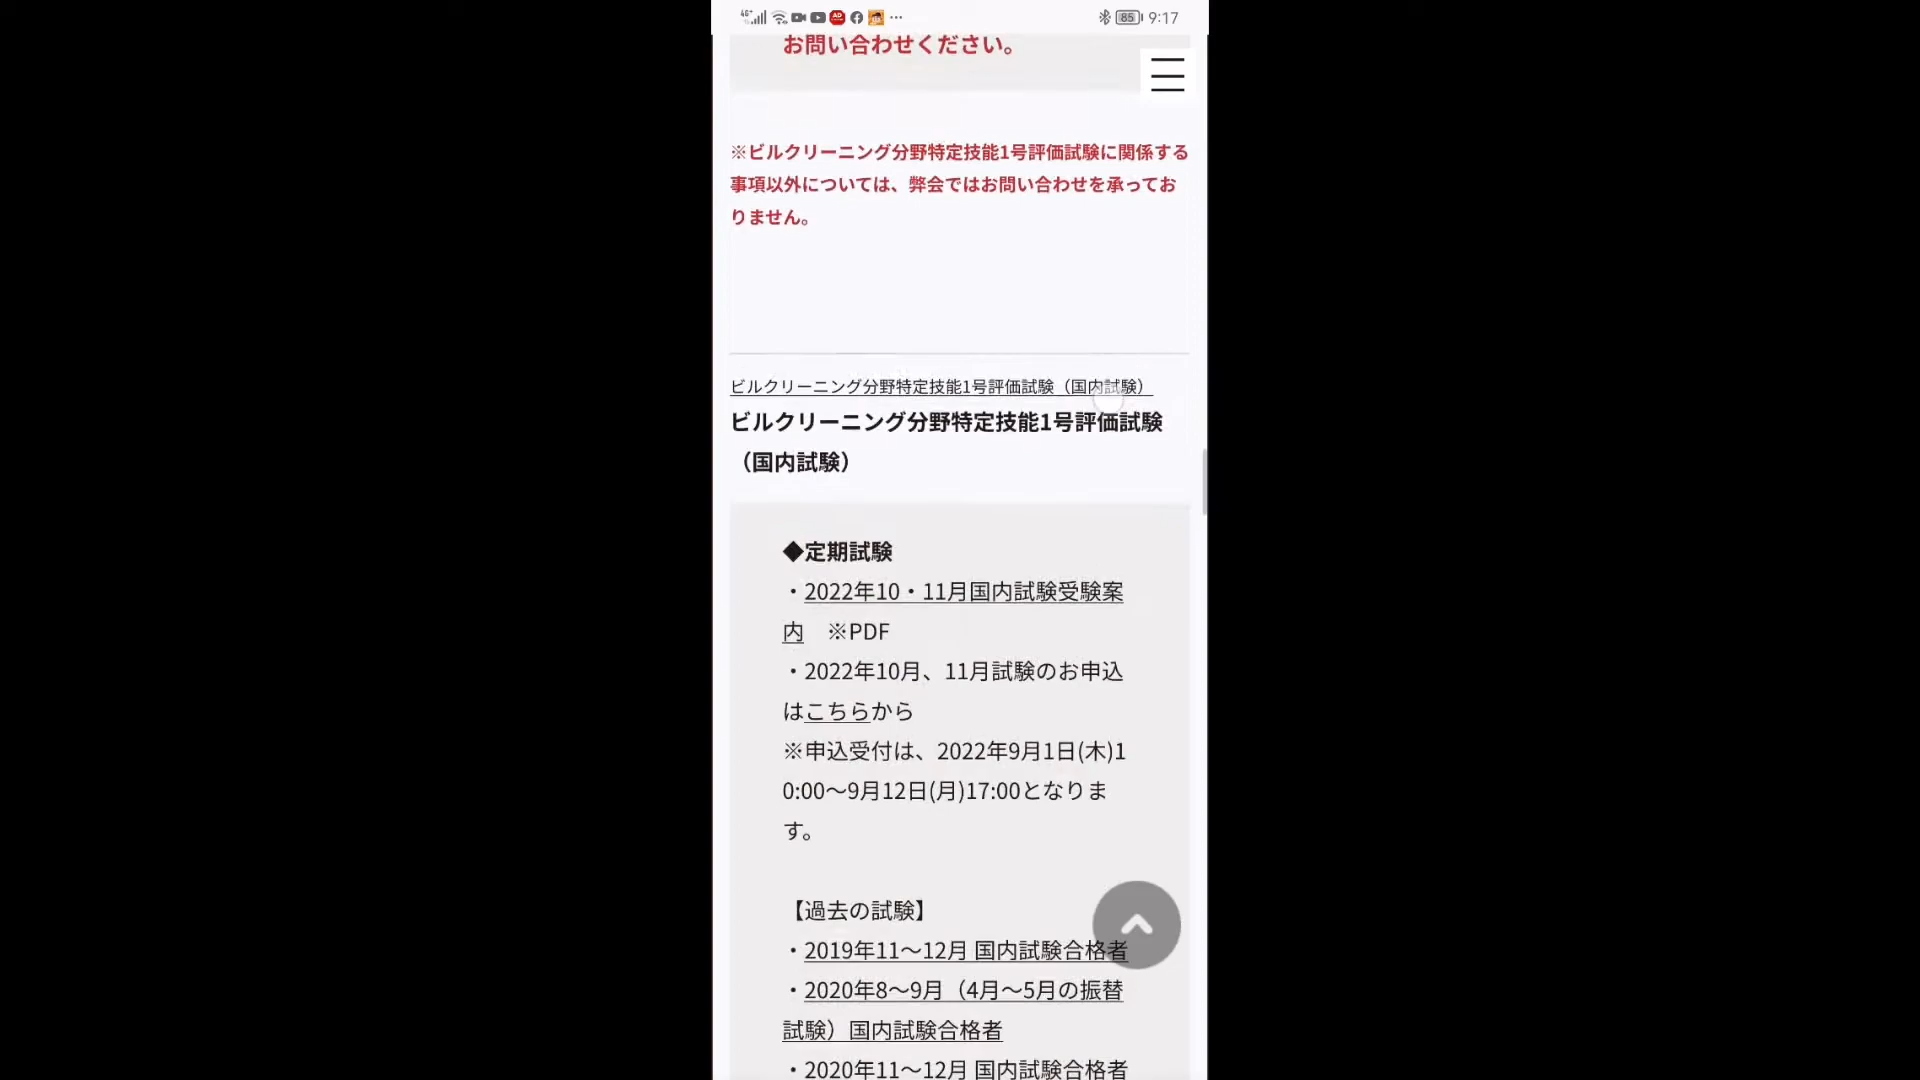 85 9:17
お問い合わせください。
※ビルクリーニング分野特定技能1号評価試験に関係する
事項以外については、弊会ではお問い合わせを承ってお
りません。
ビルクリーニング分野特定技能1号評価試験（国内試験）
ビルクリーニング分野特定技能1号評価試験
（国内試験）
◆定期試験
・2022年10・11月国内試験受験案
内　※PDF
・2022年10月、11月試験のお申込
はこちらから
※申込受付は、2022年9月1日(木)1
0:00～9月12日(月)17:00となりま
す。
【過去の試験】
・2019年11～12月 国内試験合格者
・2020年8～9月（4月～5月の振替
試験）国内試験合格者
・2020年11～12月 国内試験合格者